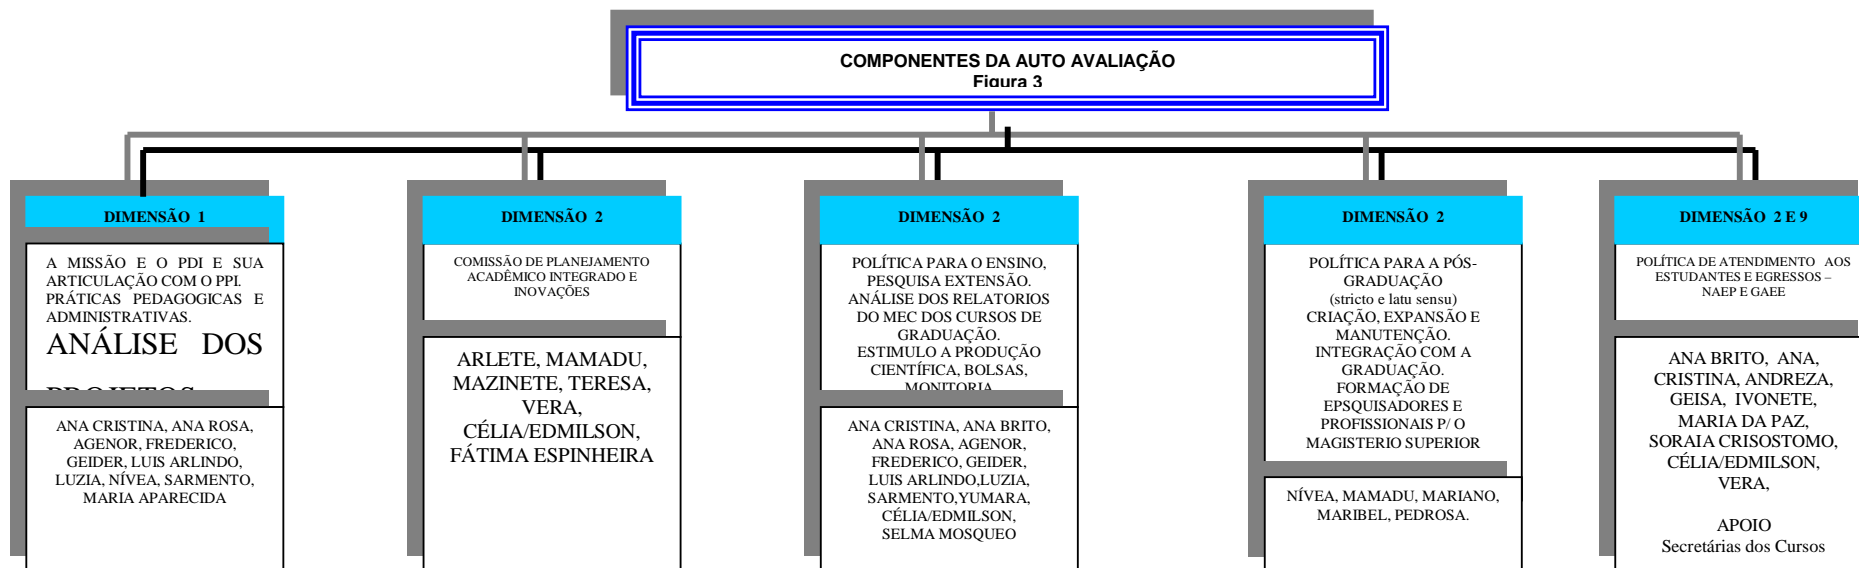 COMPONENTES DA AUTO AVALIAÇÃO
Figura 3
DIMENSÃO 1
A MISSÃO E O PDI E SUA
ARTICULAÇÃO COM O PPI.
PRÁTICAS PEDAGOGICAS E
ADMINISTRATIVAS.
ANÁLISE DOS
PROJETOS
ANA CRISTINA, ANA ROSA,
AGENOR, FREDERICO,
GEIDER, LUIS ARLINDO,
LUZIA, NÍVEA, SARMENTO,
MARIA APARECIDA
DIMENSÃO 2
COMISSÃO DE PLANEJAMENTO
ACADÊMICO INTEGRADO E
INOVAÇÕES
ARLETE, MAMADU,
MAZINETE, TERESA,
VERA,
CÉLIA/EDMILSON,
FÁTIMA ESPINHEIRA
DIMENSÃO 2
POLÍTICA PARA O ENSINO,
PESQUISA EXTENSÃO.
ANÁLISE DOS RELATORIOS
DO MEC DOS CURSOS DE
GRADUAÇÃO.
ESTIMULO A PRODUÇÃO
CIENTÍFICA, BOLSAS,
MONITORIA
ANA CRISTINA, ANA BRITO,
ANA ROSA, AGENOR,
FREDERICO, GEIDER,
LUIS ARLINDO,LUZIA,
SARMENTO,YUMARA,
CÉLIA/EDMILSON,
SELMA MOSQUEO
DIMENSÃO 2
POLÍTICA PARA A PÓS-
GRADUAÇÃO
(stricto e latu sensu)
CRIAÇÃO, EXPANSÃO E
MANUTENÇÃO.
INTEGRAÇÃO COM A
GRADUAÇÃO.
FORMAÇÃO DE
EPSQUISADORES E
PROFISSIONAIS P/ O
MAGISTERIO SUPERIOR
NÍVEA, MAMADU, MARIANO,
MARIBEL, PEDROSA.
DIMENSÃO 2 E 9
POLÍTICA DE ATENDIMENTO AOS
ESTUDANTES E EGRESSOS –
NAEP E GAEE
ANA BRITO, ANA,
CRISTINA, ANDREZA,
GEISA, IVONETE,
MARIA DA PAZ,
SORAIA CRISOSTOMO,
CÉLIA/EDMILSON,
VERA,
APOIO
Secretárias dos Cursos